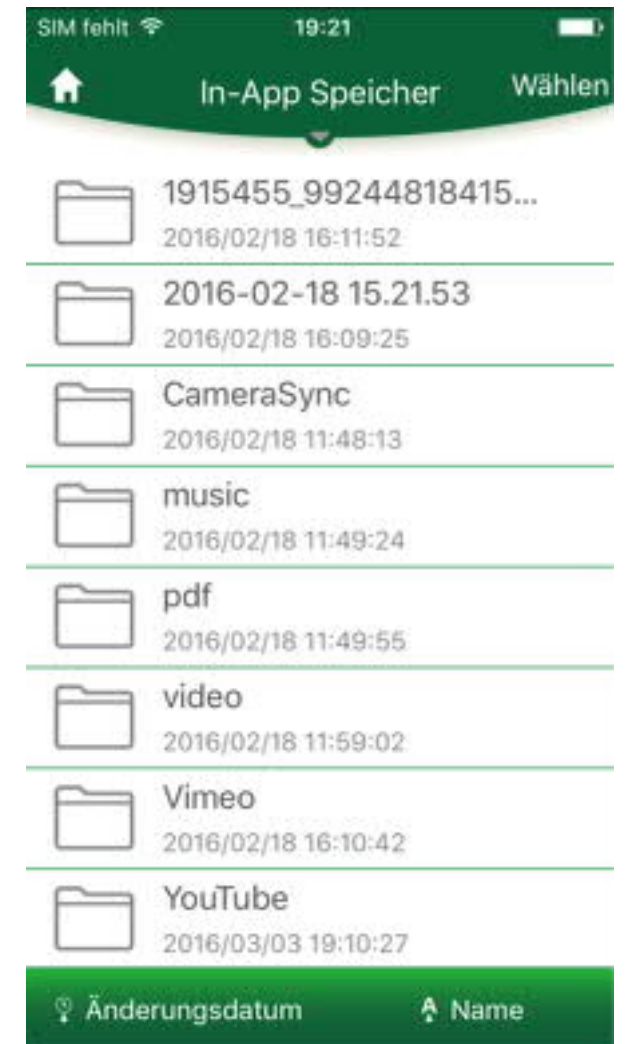 SIM fehlt 19:21
In-App Speicher Wählen
1915455_99244818415...
2016/02/18 16:11:52
2016-02-18 15.21.53
2016/02/18 16:09:25
CameraSync
2016/02/18 11:48:13
music
2016/02/18 11:49:24
pdf
2016/02/18 11:49:55
video
2016/02/18 11:59:02
Vimeo
2016/02/18 16:10:42
YouTube
2016/03/03 19:10:27
Änderungsdatum A Name